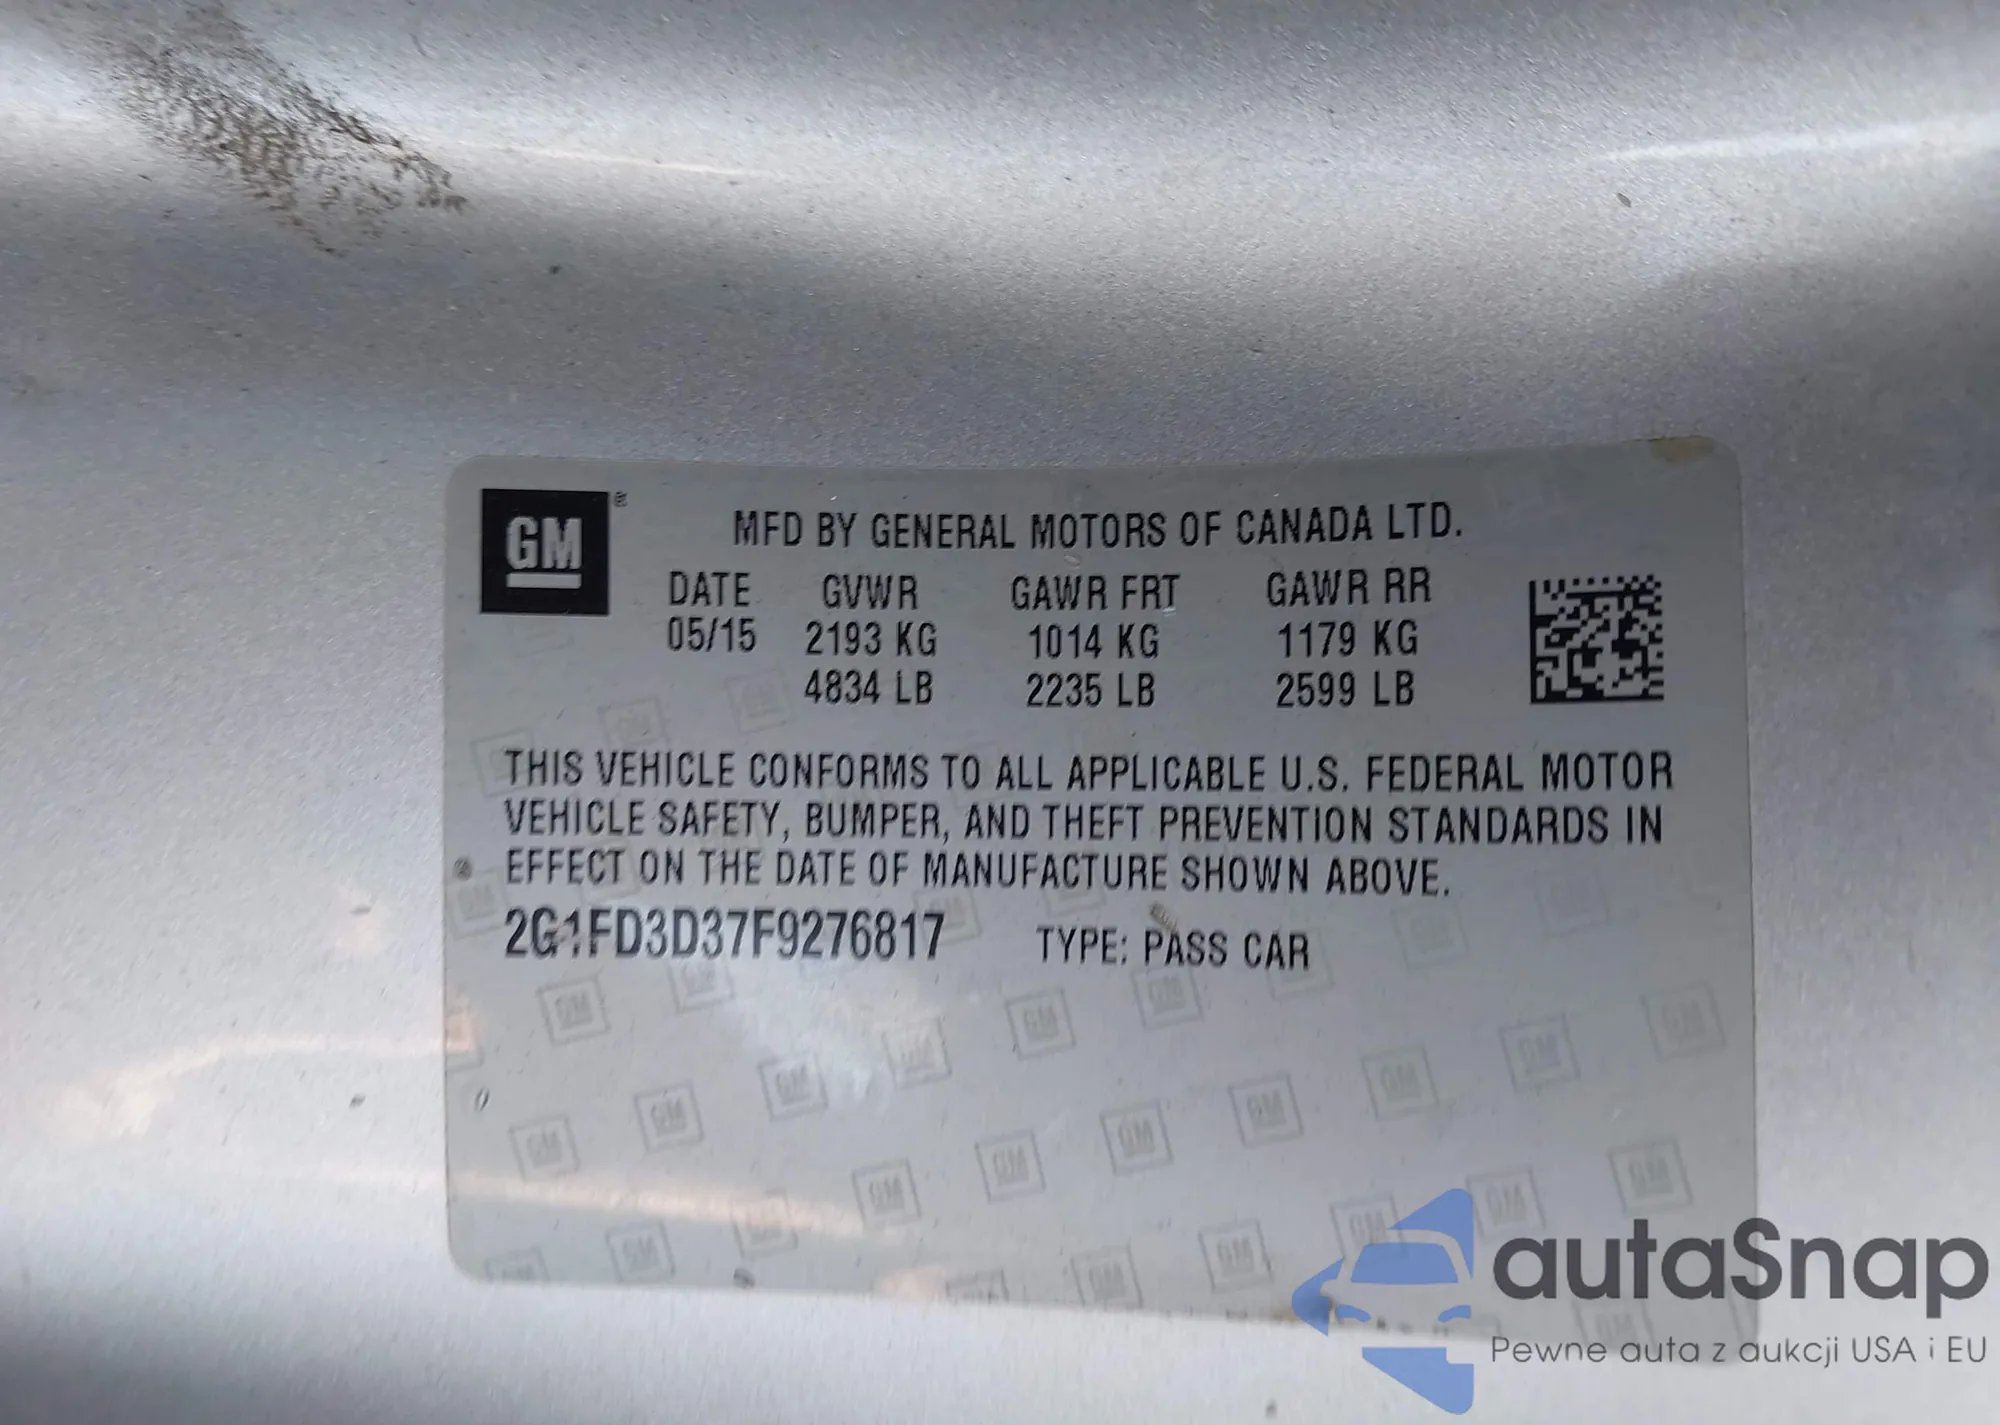 GM
MFD BY GENERAL MOTORS OF CANADA LTD.
DATE GVWR GAWR FRT GAWR RR
05/15 2193 KG 1014 KG 1179 KG
4834 LB 2235 LB 2599 LB
THIS VEHICLE CONFORMS TO ALL APPLICABLE U.S. FEDERAL MOTOR
VEHICLE SAFETY, BUMPER, AND THEFT PREVENTION STANDARDS IN
EFFECT ON THE DATE OF MANUFACTURE SHOWN ABOVE.
2G1FD3D37F9276817 TYPE: PASS CAR
autaSnap
Pewne auta z aukcji USA i EU